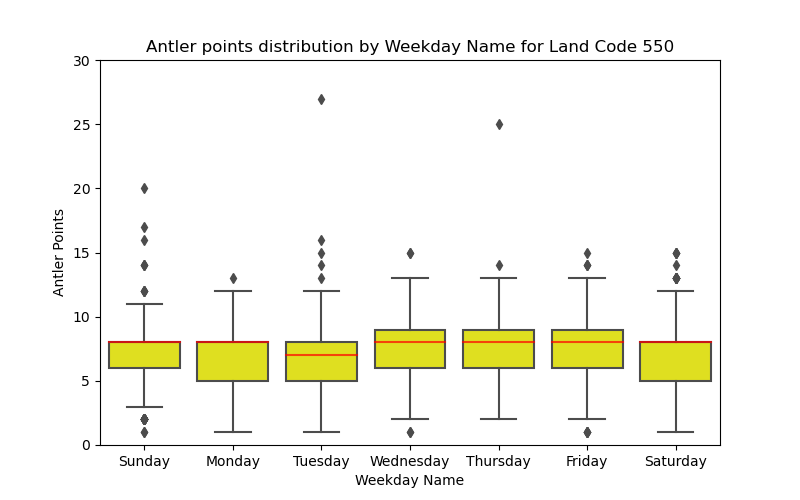 Antler points distribution by Weekday Name for Land Code 550
30
25
20
15
10
5
0
Antler Points
Sunday Monday Tuesday Wednesday Thursday Friday Saturday
Weekday Name